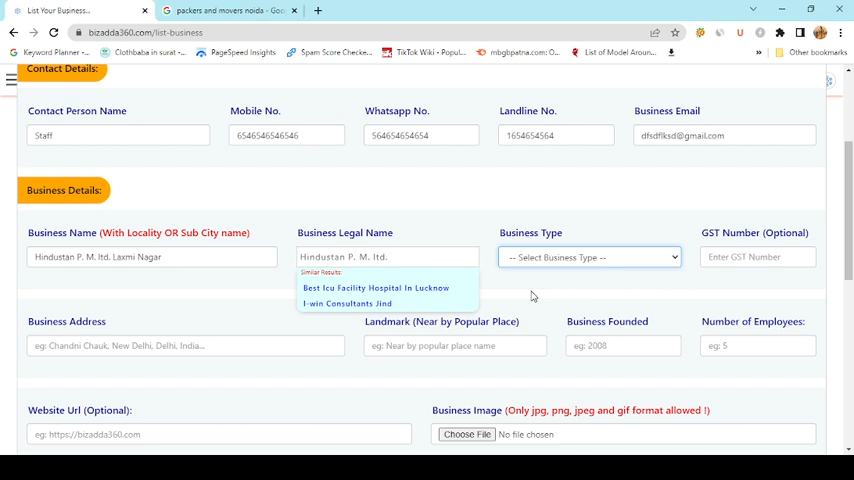 List Your Business...
packers and movers noida - Goo
bizadda360.com/list-business
Keyword Planner -...
Clothbaba in surat -...
PageSpeed Insights
Spam Score Checke...
TikTok Wiki - Popul...
mbgbpatna.com: O...
List of Model Aroun...
»
Other bookmarks
Contact Details:
Contact Person Name
Mobile No.
Whatsapp No.
Landline No.
Business Email
Staff
6546546546546
564654654654
1654654564
dfsdflksd@gmail.com
Business Details:
Business Name (With Locality OR Sub City name)
Business Legal Name
Business Type
GST Number (Optional)
Hindustan P. M. ltd. Laxmi Nagar
Hindustan P. M. ltd.
-- Select Business Type --
Enter GST Number
Similar Results:
Best Icu Facility Hospital In Lucknow
I-win Consultants Jind
Business Address
Landmark (Near by Popular Place)
Business Founded
Number of Employees:
eg: Chandni Chauk, New Delhi, Delhi, India...
eg: Near by popular place name
eg: 2008
eg: 5
Website Url (Optional):
Business Image (Only jpg, png, jpeg and gif format allowed !)
eg: https://bizadda360.com
Choose File No file chosen